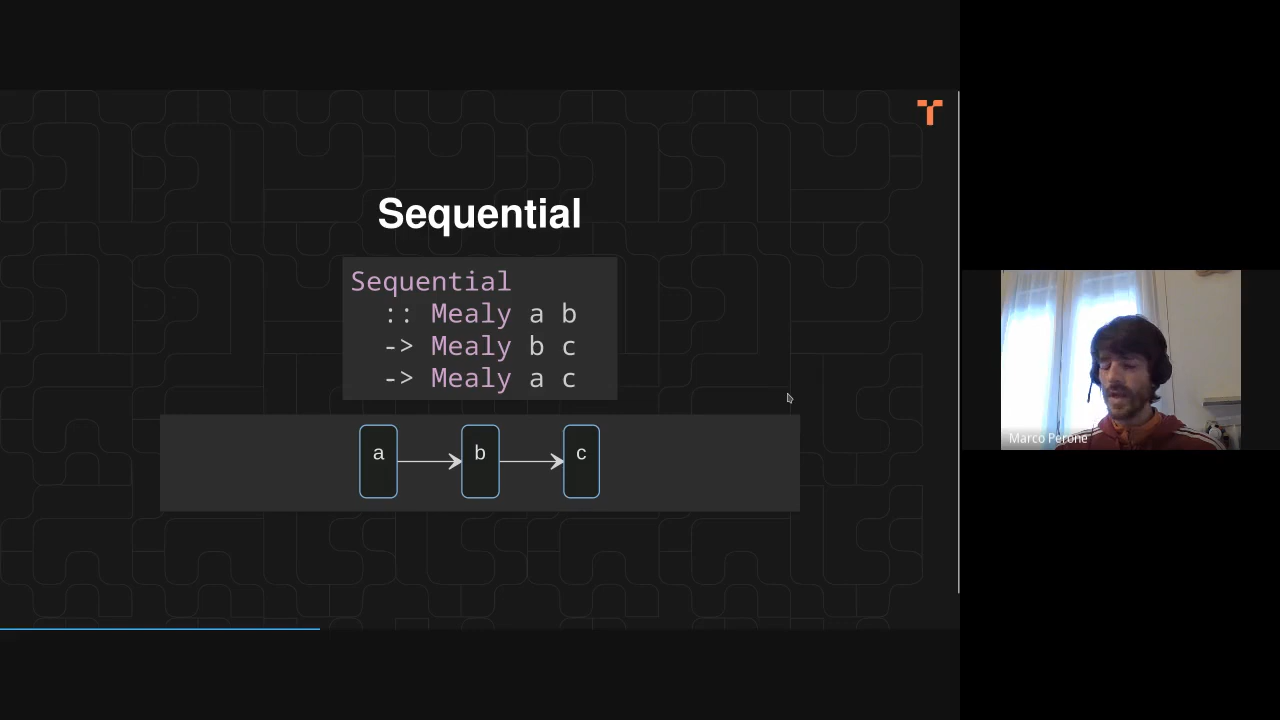 Sequential
Sequential
:: Mealy a b
-> Mealy b c
-> Mealy a c
a b c
Marco Perone